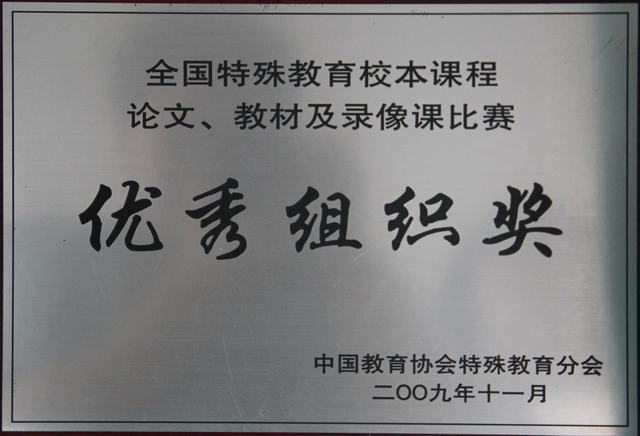 全国特殊教育校本课程
论文、教材及录像课比赛
优秀组织奖
中国教育协会特殊教育分会
二〇〇九年十一月